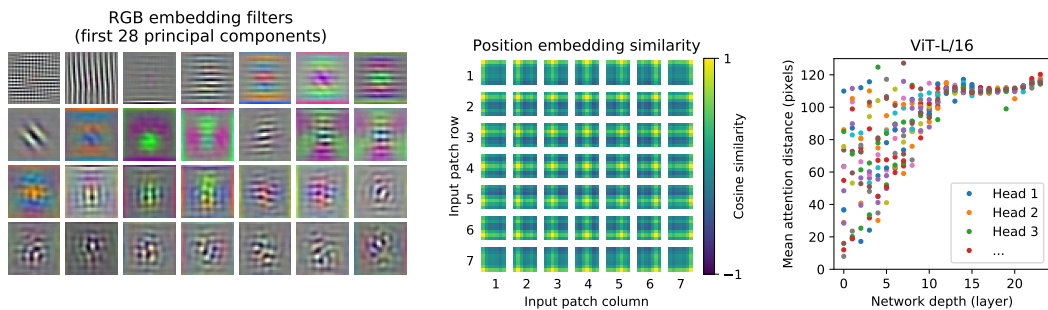 RGB embedding filters
(first 28 principal components)
Position embedding similarity
Input patch row
1
2
3
4
5
6
7
1 2 3 4 5 6 7
Input patch column
1
−1
Cosine similarity
ViT-L/16
Mean attention distance (pixels)
120
100
80
60
40
20
0
0 5 10 15 20
Network depth (layer)
Head 1
Head 2
Head 3
...